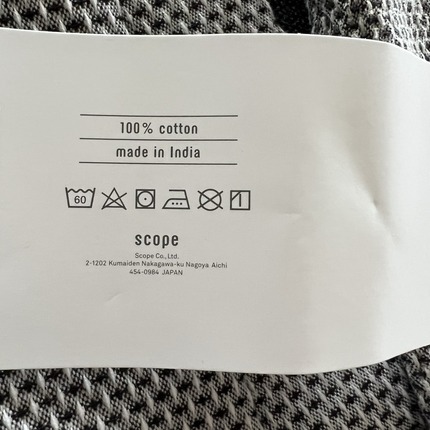 100% cotton
made in India
60
scope
Scope Co., Ltd.
2-1202 Kumaiden Nakagawa-ku Nagoya Aichi
454-0984 JAPAN